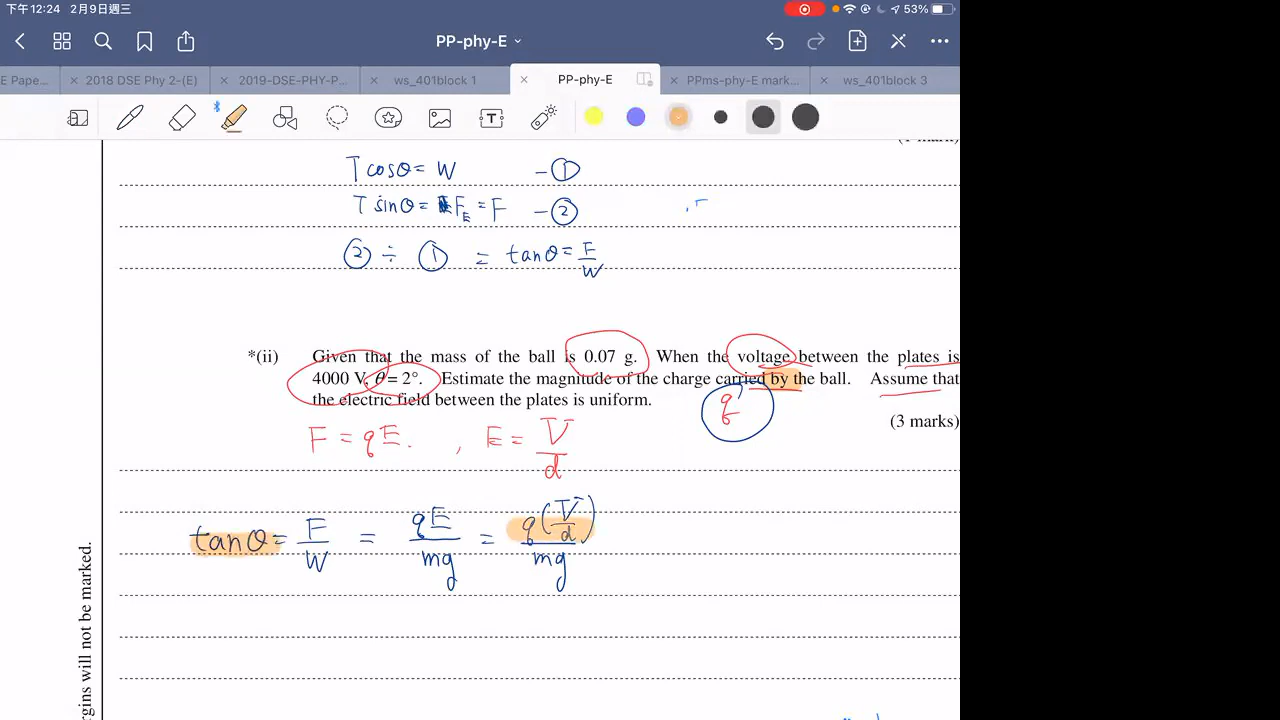 下午12:24 2月9日週三
53%
PP-phy-E
E Pape...
2018 DSE Phy 2-(E)
2019-DSE-PHY-P...
ws_401block 1
PP-phy-E
PPms-phy-E mark...
ws_401block 3
T cosθ = W -①
T sinθ = F_E = F -②
② ÷ ① = tanθ = F/W
*(ii) Given that the mass of the ball is 0.07 g. When the voltage between the plates is
4000 V, θ = 2°. Estimate the magnitude of the charge carried by the ball. Assume that
the electric field between the plates is uniform.
q
(3 marks)
F = qE. , E = V/d
tanθ = F/W = qE/mg = q(V/d)/mg
rgins will not be marked.